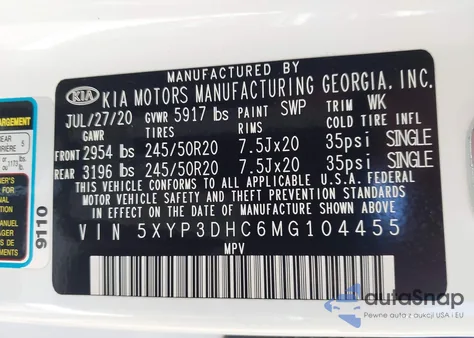 MANUFACTURED BY
KIA KIA MOTORS MANUFACTURING GEORGIA, INC.
JUL/27/20 GVWR 5917 lbs PAINT SWP TRIM WK
GAWR TIRES RIMS COLD TIRE INFL
FRONT 2954 lbs 245/50R20 7.5Jx20 35psi SINGLE
REAR 3196 lbs 245/50R20 7.5Jx20 35psi SINGLE
THIS VEHICLE CONFORMS TO ALL APPLICABLE U.S.A. FEDERAL
MOTOR VEHICLE SAFETY AND THEFT PREVENTION STANDARDS
IN EFFECT ON THE DATE OF MANUFACTURE SHOWN ABOVE
VIN 5XYP3DHC6MG104455
MPV
9110
autaSnap
Pewne auta z aukcji USA i EU